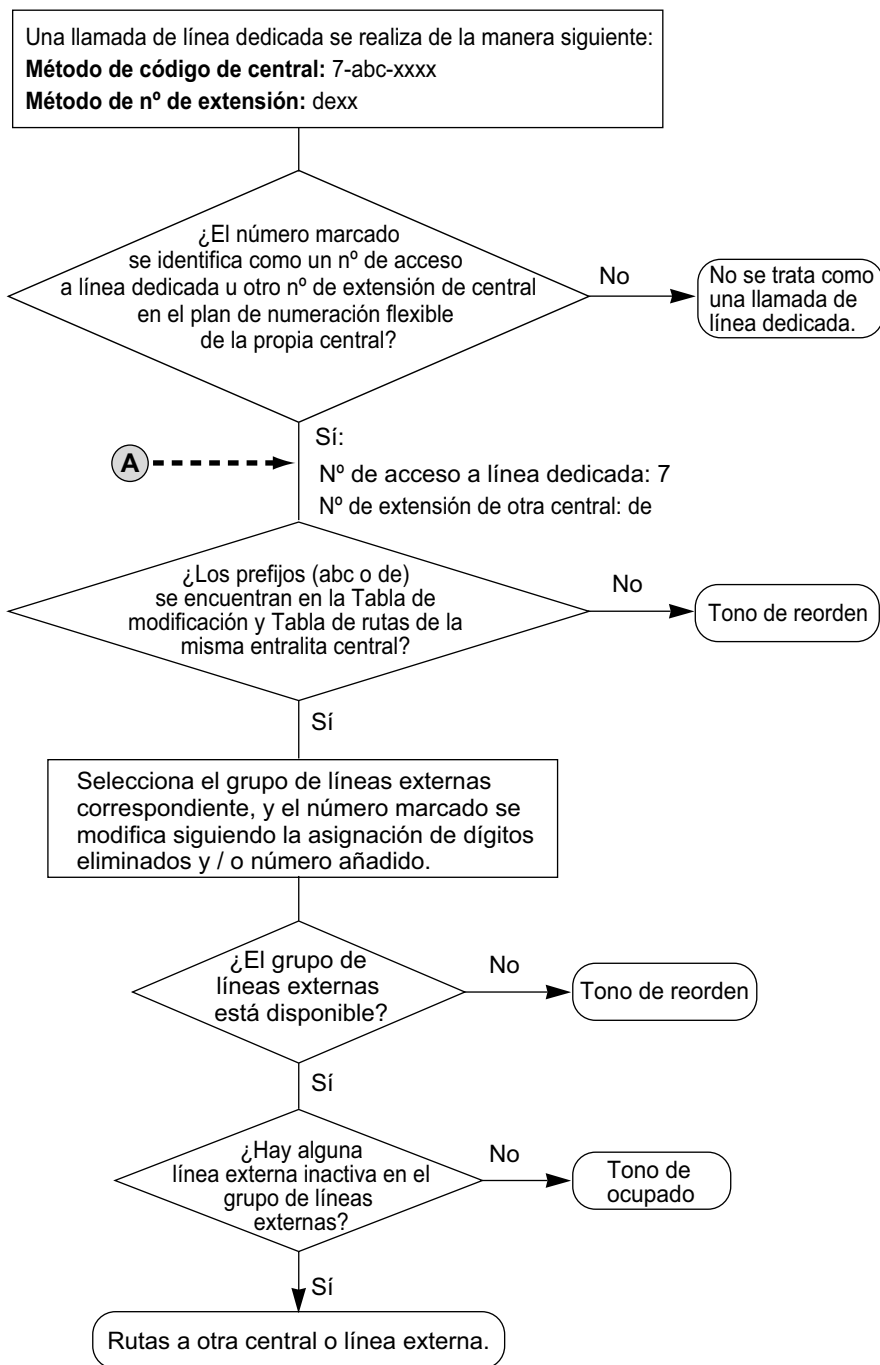 Una llamada de línea dedicada se realiza de la manera siguiente:
Método de código de central: 7-abc-xxxx
Método de nº de extensión: dexx
¿El número marcado
se identifica como un nº de acceso
a línea dedicada u otro nº de extensión de central
en el plan de numeración flexible
de la propia central?
No
No se trata como
una llamada de
línea dedicada.
Sí:
A
Nº de acceso a línea dedicada: 7
Nº de extensión de otra central: de
¿Los prefijos (abc o de)
se encuentran en la Tabla de
modificación y Tabla de rutas de la
misma entralita central?
No
Tono de reorden
Sí
Selecciona el grupo de líneas externas
correspondiente, y el número marcado se
modifica siguiendo la asignación de dígitos
eliminados y / o número añadido.
¿El grupo de
líneas externas
está disponible?
No
Tono de reorden
Sí
¿Hay alguna
línea externa inactiva en el
grupo de líneas
externas?
No
Tono de
ocupado
Sí
Rutas a otra central o línea externa.